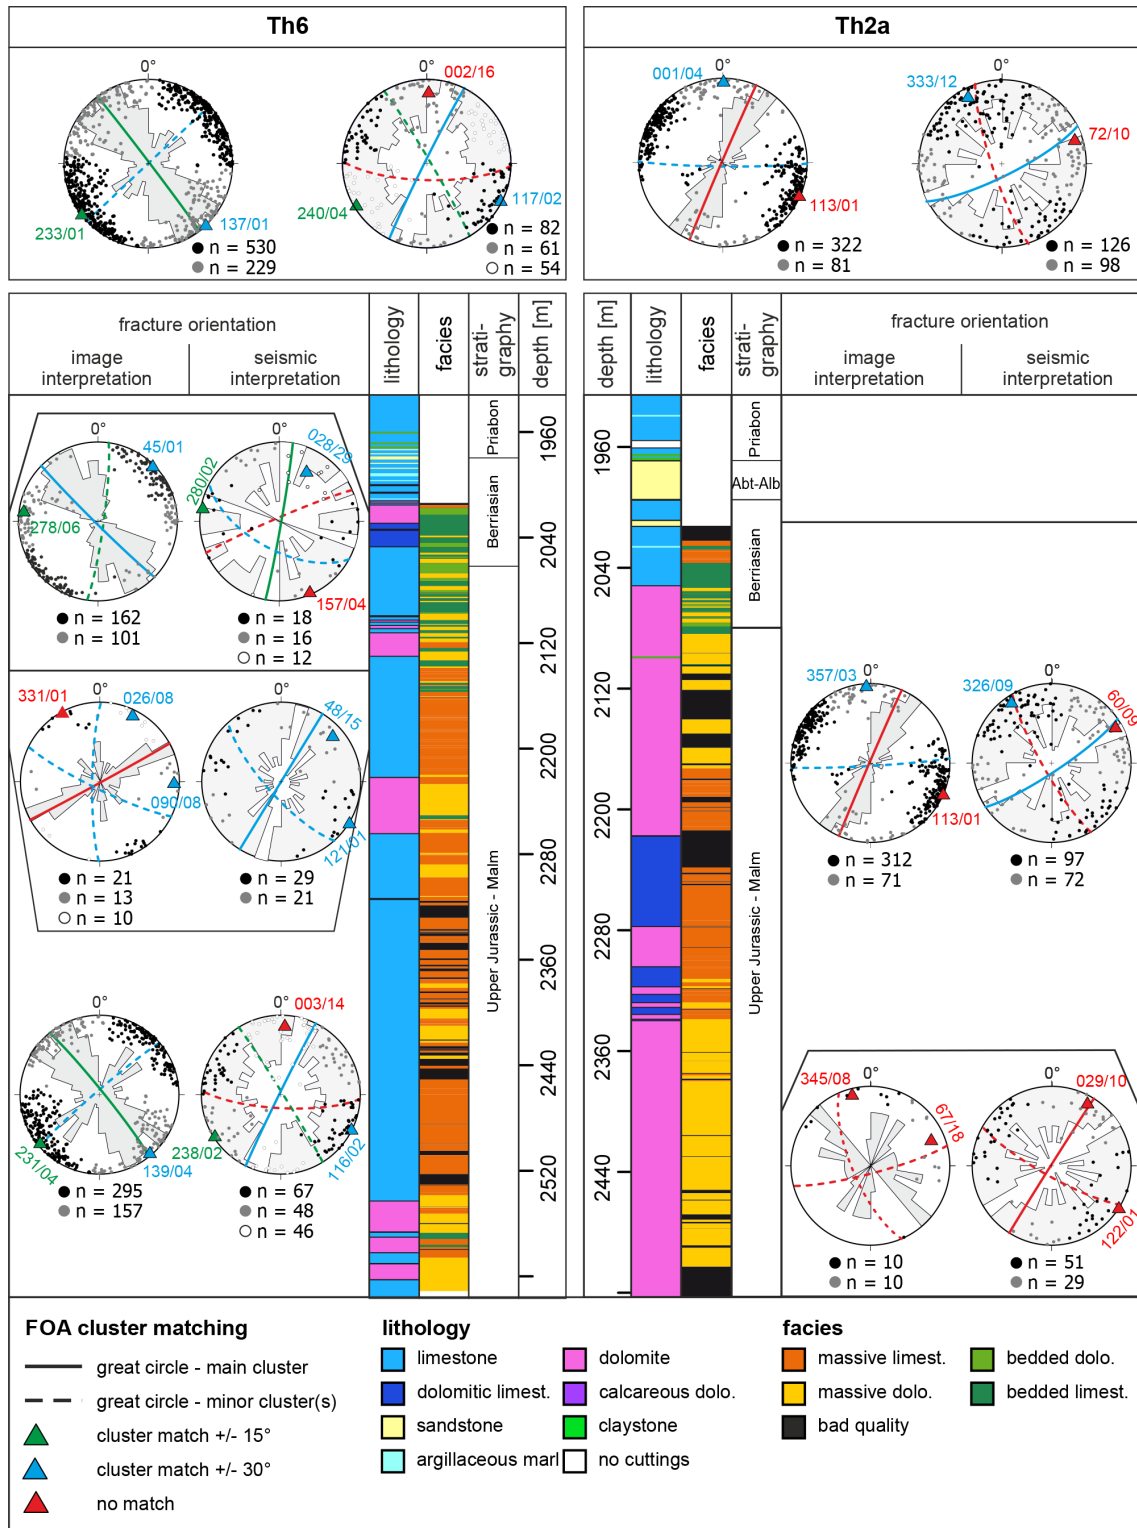 Th6
Th2a
0°
002/16
0°
233/01
137/01
n = 530
n = 229
240/04
117/02
n = 82
n = 61
n = 54
001/04
0°
333/12
0°
72/10
113/01
n = 322
n = 81
n = 126
n = 98
fracture orientation
image interpretation
seismic interpretation
lithology
facies
strati-
graphy
depth [m]
depth [m]
lithology
facies
strati-
graphy
fracture orientation
image interpretation
seismic interpretation
0°
45/01
278/06
n = 162
n = 101
0°
028/29
280/02
157/04
n = 18
n = 16
n = 12
331/01
0°
026/08
090/08
n = 21
n = 13
n = 10
0°
48/15
121/01
n = 29
n = 21
0°
231/04
139/04
n = 295
n = 157
0°
003/14
238/02
116/02
n = 67
n = 48
n = 46
Priabon
Berriasian
Upper Jurassic - Malm
1960
2040
2120
2200
2280
2360
2440
2520
1960
2040
2120
2200
2280
2360
2440
Priabon
Abt-Alb
Berriasian
Upper Jurassic - Malm
357/03
0°
113/01
n = 312
n = 71
326/09
0°
60/09
n = 97
n = 72
345/08
0°
67/18
n = 10
n = 10
0°
029/10
122/01
n = 51
n = 29
FOA cluster matching
great circle - main cluster
great circle - minor cluster(s)
cluster match +/- 15°
cluster match +/- 30°
no match
lithology
limestone
dolomitic limest.
sandstone
argillaceous marl
dolomite
calcareous dolo.
claystone
no cuttings
facies
massive limest.
massive dolo.
bad quality
bedded dolo.
bedded limest.